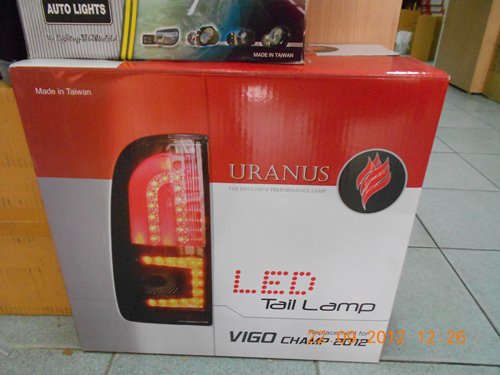 AUTO LIGHTS
Made in Taiwan
Made in Taiwan
URANUS
THE EXCLUSIVE PERFORMANCE LAMP
LED
Tail Lamp
Replacement for
VIGO CHAMP 2012
2012 12:26